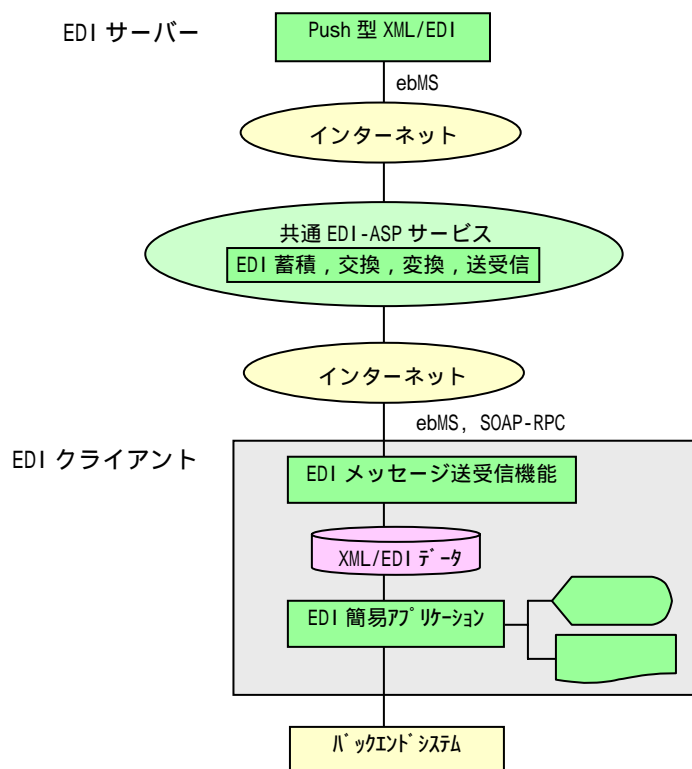 EDI サーバー
Push 型 XML/EDI
ebMS
インターネット
共通 EDI-ASP サービス
EDI 蓄積，交換，変換，送受信
インターネット
ebMS, SOAP-RPC
EDI クライアント
EDI メッセージ送受信機能
XML/EDI ﾃﾞｰﾀ
EDI 簡易ｱﾌﾟﾘｹｰｼｮﾝ
ﾊﾞｯｸｴﾝﾄﾞｼｽﾃﾑ